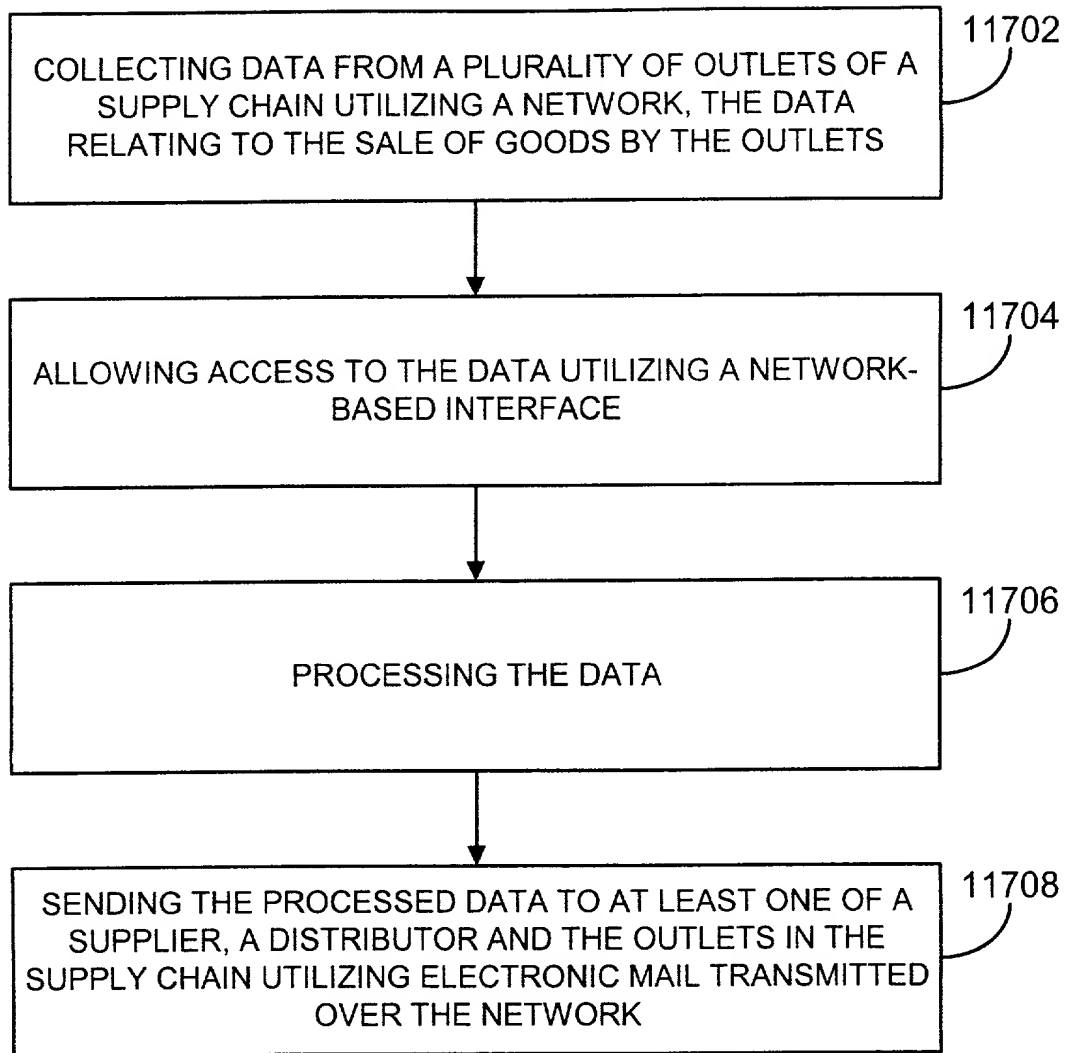 11702
COLLECTING DATA FROM A PLURALITY OF OUTLETS OF A
SUPPLY CHAIN UTILIZING A NETWORK, THE DATA
RELATING TO THE SALE OF GOODS BY THE OUTLETS
11704
ALLOWING ACCESS TO THE DATA UTILIZING A NETWORK-
BASED INTERFACE
11706
PROCESSING THE DATA
11708
SENDING THE PROCESSED DATA TO AT LEAST ONE OF A
SUPPLIER, A DISTRIBUTOR AND THE OUTLETS IN THE
SUPPLY CHAIN UTILIZING ELECTRONIC MAIL TRANSMITTED
OVER THE NETWORK